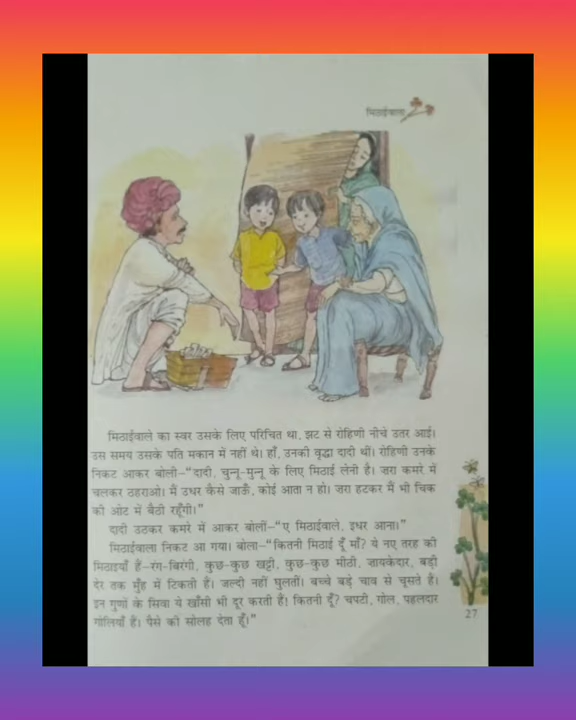 मिठाईवाला
मिठाईवाले का स्वर उसके लिए परिचित था, झट से रोहिणी नीचे उतर आई।
उस समय उसके पति मकान में नहीं थे। हाँ, उनकी वृद्धा दादी थीं। रोहिणी उनके
निकट आकर बोली–“दादी, चुन्नू-मुन्नू के लिए मिठाई लेनी है। ज़रा कमरे में
चलकर ठहराओ। मैं उधर कैसे जाऊँ, कोई आता न हो। ज़रा हटकर मैं भी चिक
की ओट में बैठी रहूँगी।”
दादी उठकर कमरे में आकर बोलीं–“ए मिठाईवाले, इधर आना।”
मिठाईवाला निकट आ गया। बोला–“कितनी मिठाई दूँ माँ? ये नए तरह की
मिठाइयाँ हैं–रंग-बिरंगी, कुछ-कुछ खट्टी, कुछ-कुछ मीठी, ज़ायकेदार, बड़ी
देर तक मुँह में टिकती हैं। जल्दी नहीं घुलतीं। बच्चे बड़े चाव से चूसते हैं।
इन गुणों के सिवा ये खाँसी भी दूर करती हैं! कितनी दूँ? चपटी, गोल, पहलदार
गोलियाँ हैं। पैसे की सोलह देता हूँ।”
27